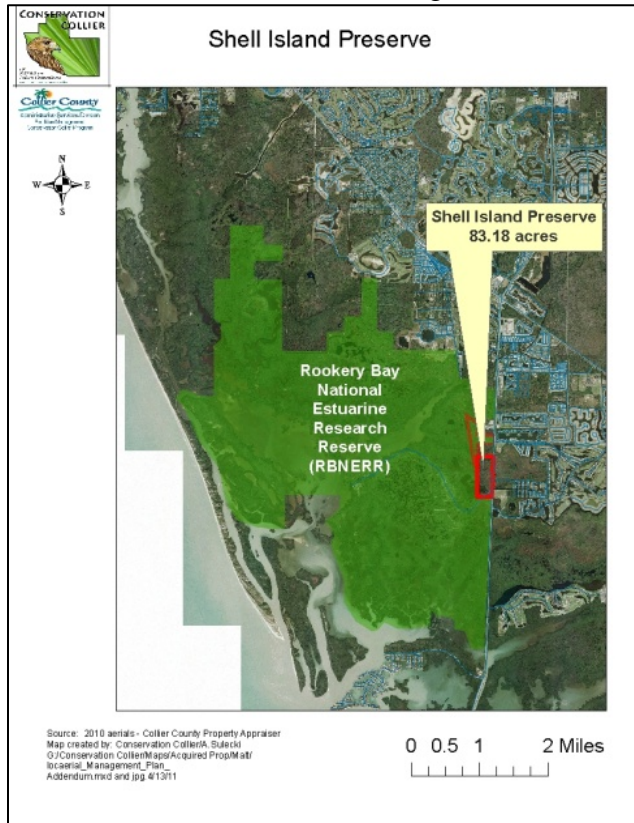 CONSERVATION
COLLIER
Shell Island Preserve
Collier County
N
W E
S
Shell Island Preserve
83.18 acres
Rookery Bay
National
Estuarine
Research
Reserve
(RBNERR)
Source: 2010 aerials - Collier County Property Appraiser
Map created by: Conservation Collier/A. Sulecki
G:/Conservation Collier/Maps/Acquired Prop/Matt/
locaerial_Management_Plan_
Addendum.mxd and jpg 4/13/11
0 0.5 1 2 Miles